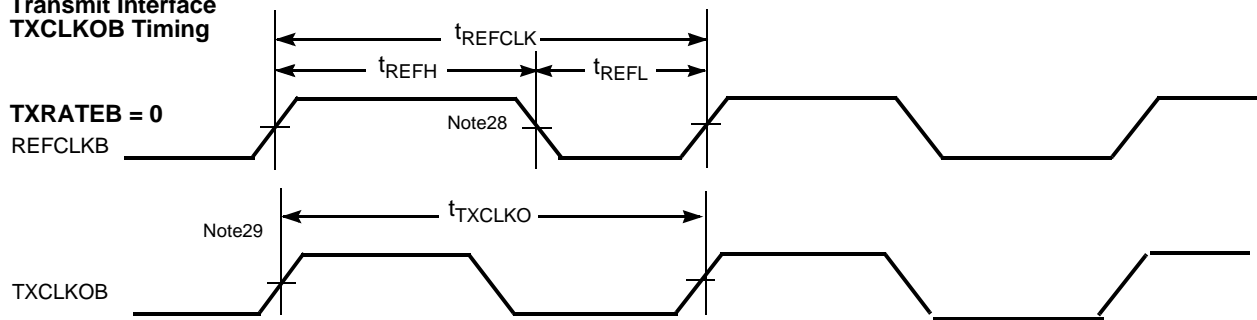 Transmit Interface
TXCLKOB Timing
tREFCLK
tREFH
tREFL
TXRATEB = 0
REFCLKB
Note28
tTXCLKO
Note29
TXCLKOB